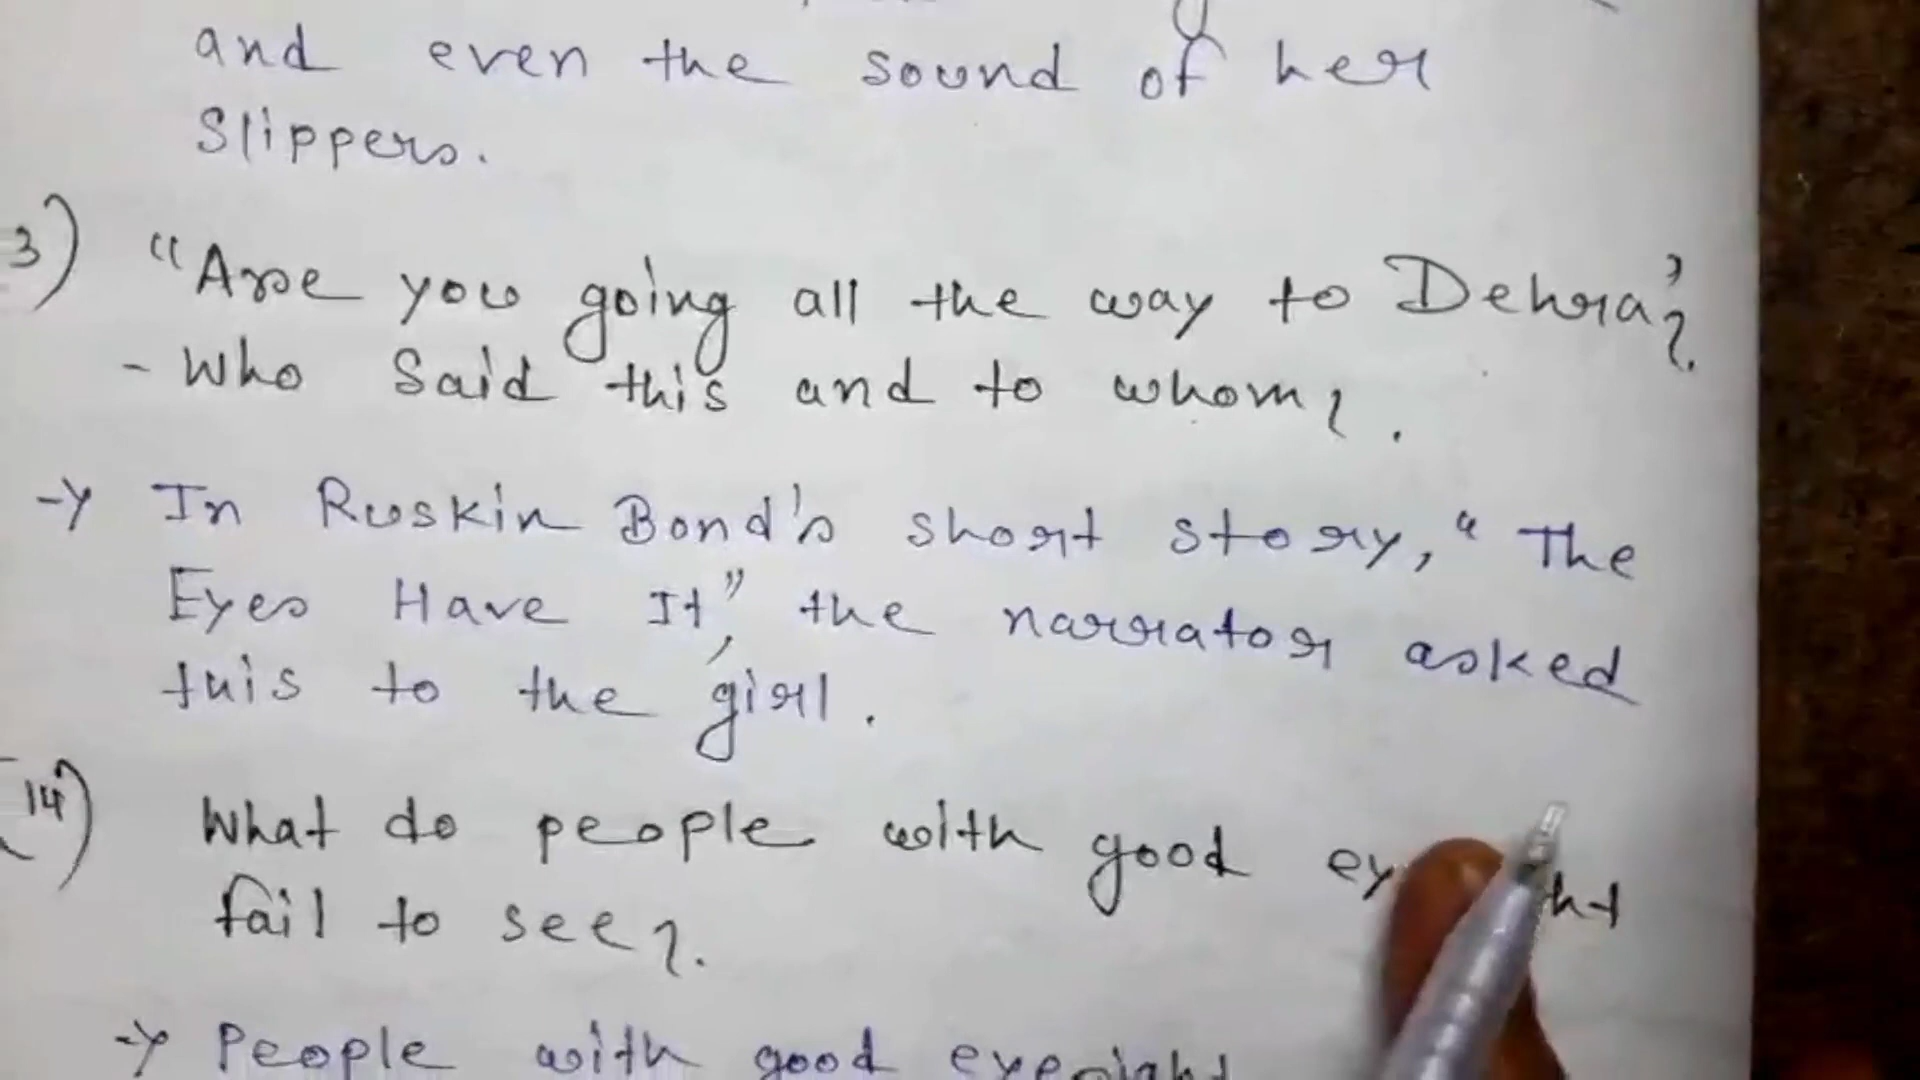 and even the sound of her
Slippers.
3) "Are you going all the way to Dehra"?
- Who Said this and to whom?
→ In Ruskin Bond's short story, "The
Eyes Have It", the narrator asked
this to the girl.
14) What do people with good
fail to see?
→ People with good eyesight